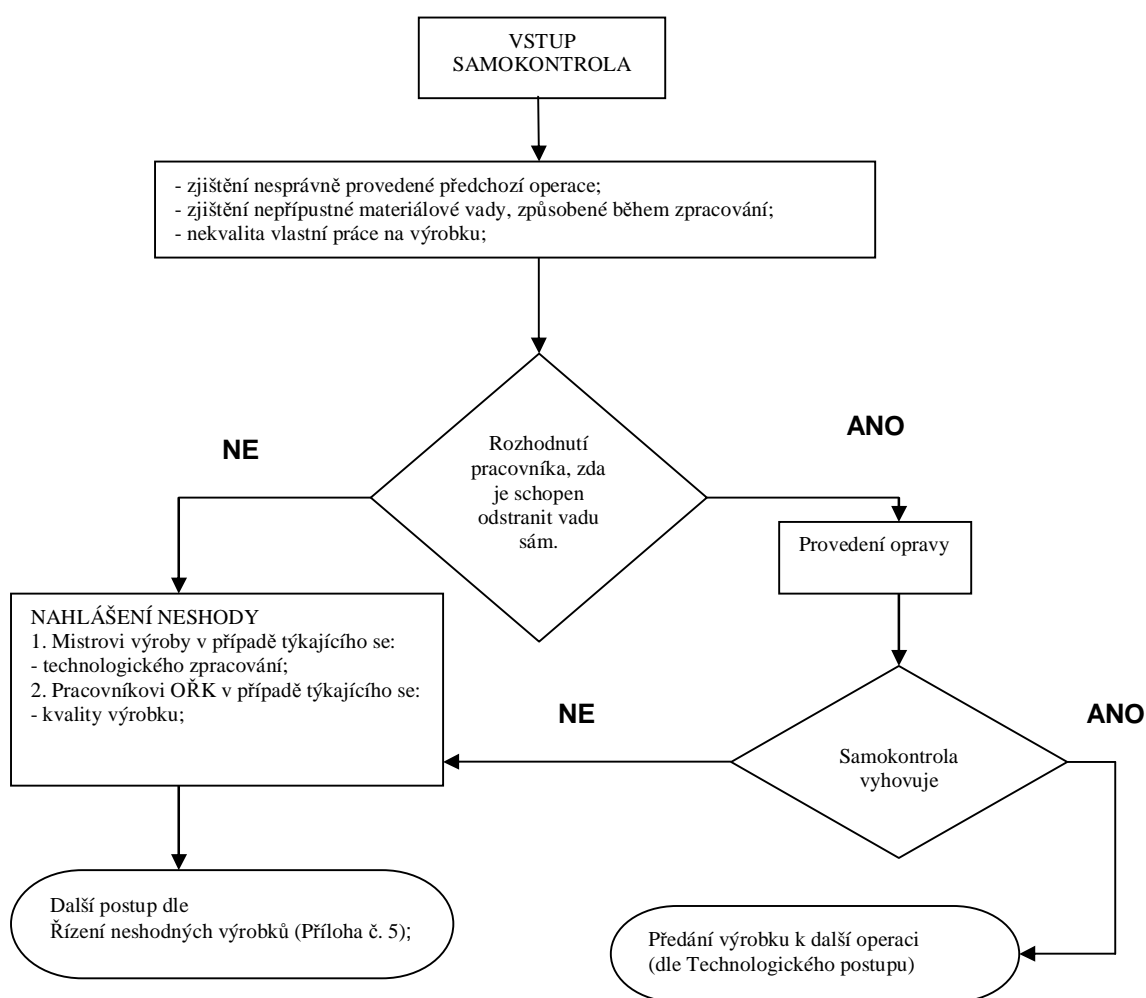 VSTUP
SAMOKONTROLA
- zjištění nesprávně provedené předchozí operace;
- zjištění nepřípustné materiálové vady, způsobené během zpracování;
- nekvalita vlastní práce na výrobku;
NE
ANO
Rozhodnutí
pracovníka, zda
je schopen
odstranit vadu
sám.
Provedení opravy
NAHLÁŠENÍ NESHODY
1. Mistrovi výroby v případě týkajícího se:
- technologického zpracování;
2. Pracovníkovi OŘK v případě týkajícího se:
- kvality výrobku;
NE
ANO
Samokontrola
vyhovuje
Další postup dle
Řízení neshodných výrobků (Příloha č. 5);
Předání výrobku k další operaci
(dle Technologického postupu)